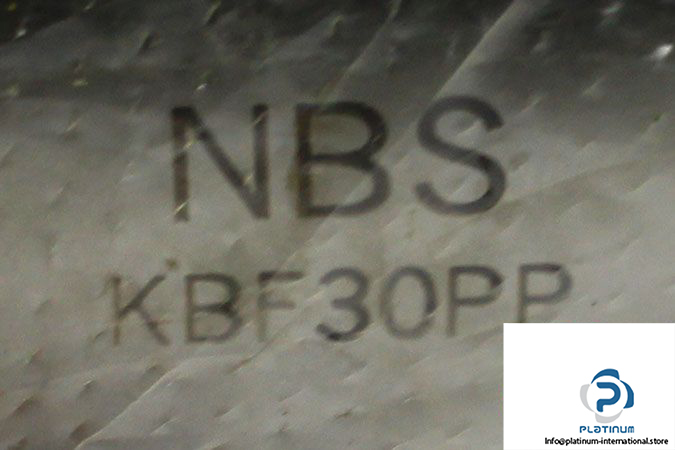 NBS
KBF30PP
PLATINUM
Info@platinum-international.store